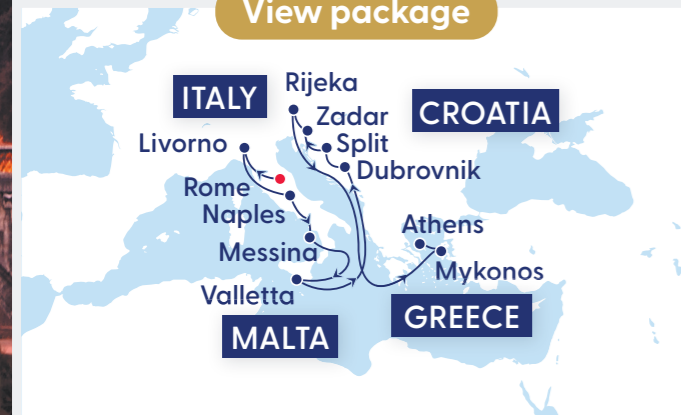 View package
Rijeka
ITALY
Zadar
CROATIA
Livorno
Split
Dubrovnik
Rome
Naples
Athens
Messina
Mykonos
Valletta
GREECE
MALTA